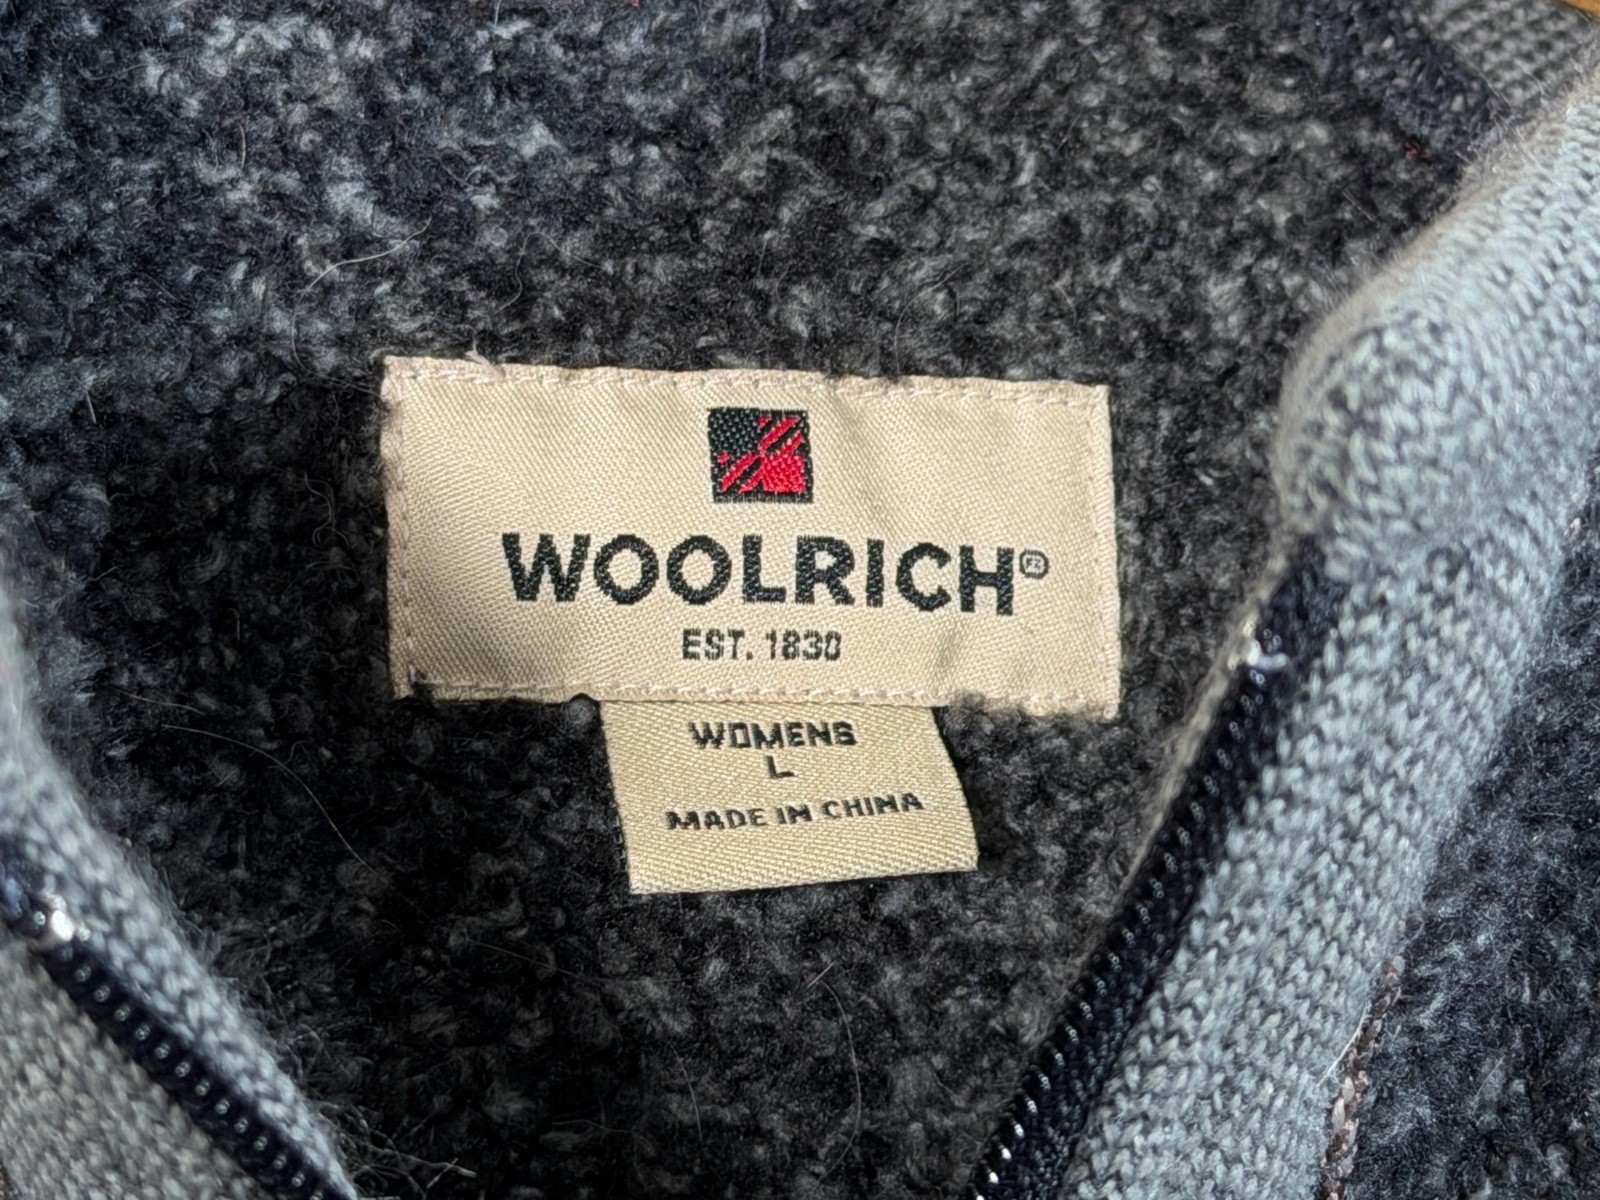 WOOLRICH®
EST. 1830
WOMENS
L
MADE IN CHINA